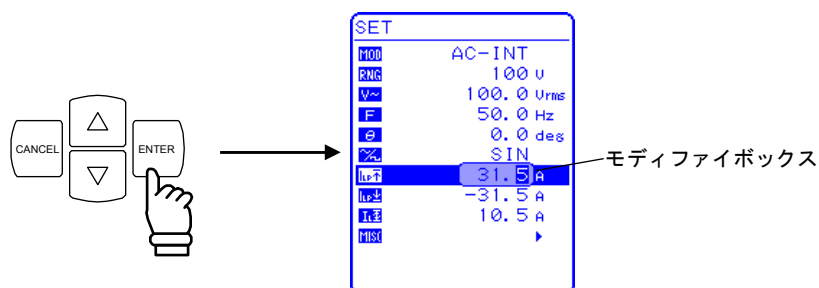 SET
MOD AC-INT
RNG 100 V
V~ 100.0 Vrms
F 50.0 Hz
θ 0.0 deg
SIN
31.5 A
-31.5 A
10.5 A
MISC
CANCEL
ENTER
モディファイボックス